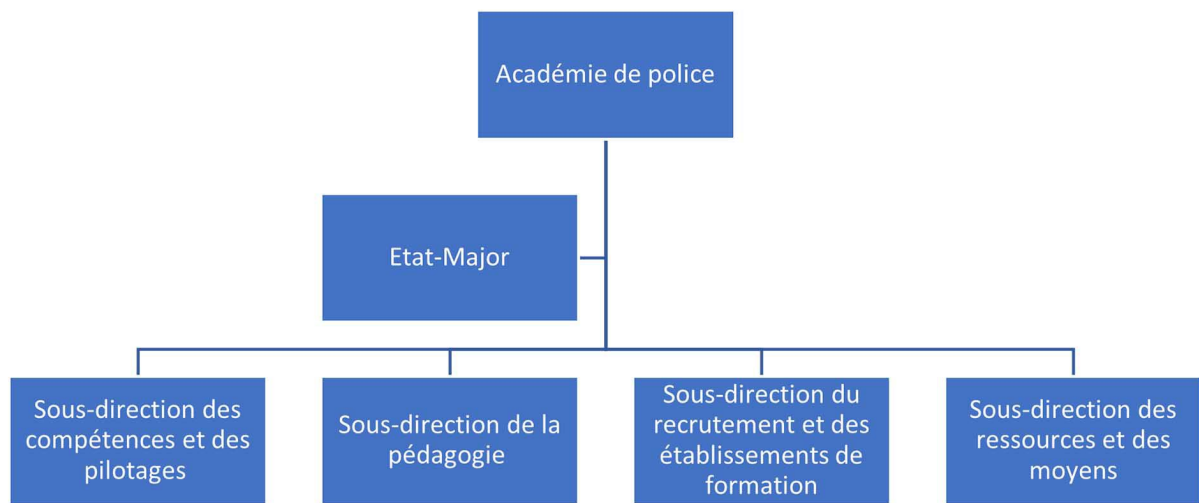 Académie de police
Etat-Major
Sous-direction des
compétences et des
pilotages
Sous-direction de la
pédagogie
Sous-direction du
recrutement et des
établissements de
formation
Sous-direction des
ressources et des
moyens